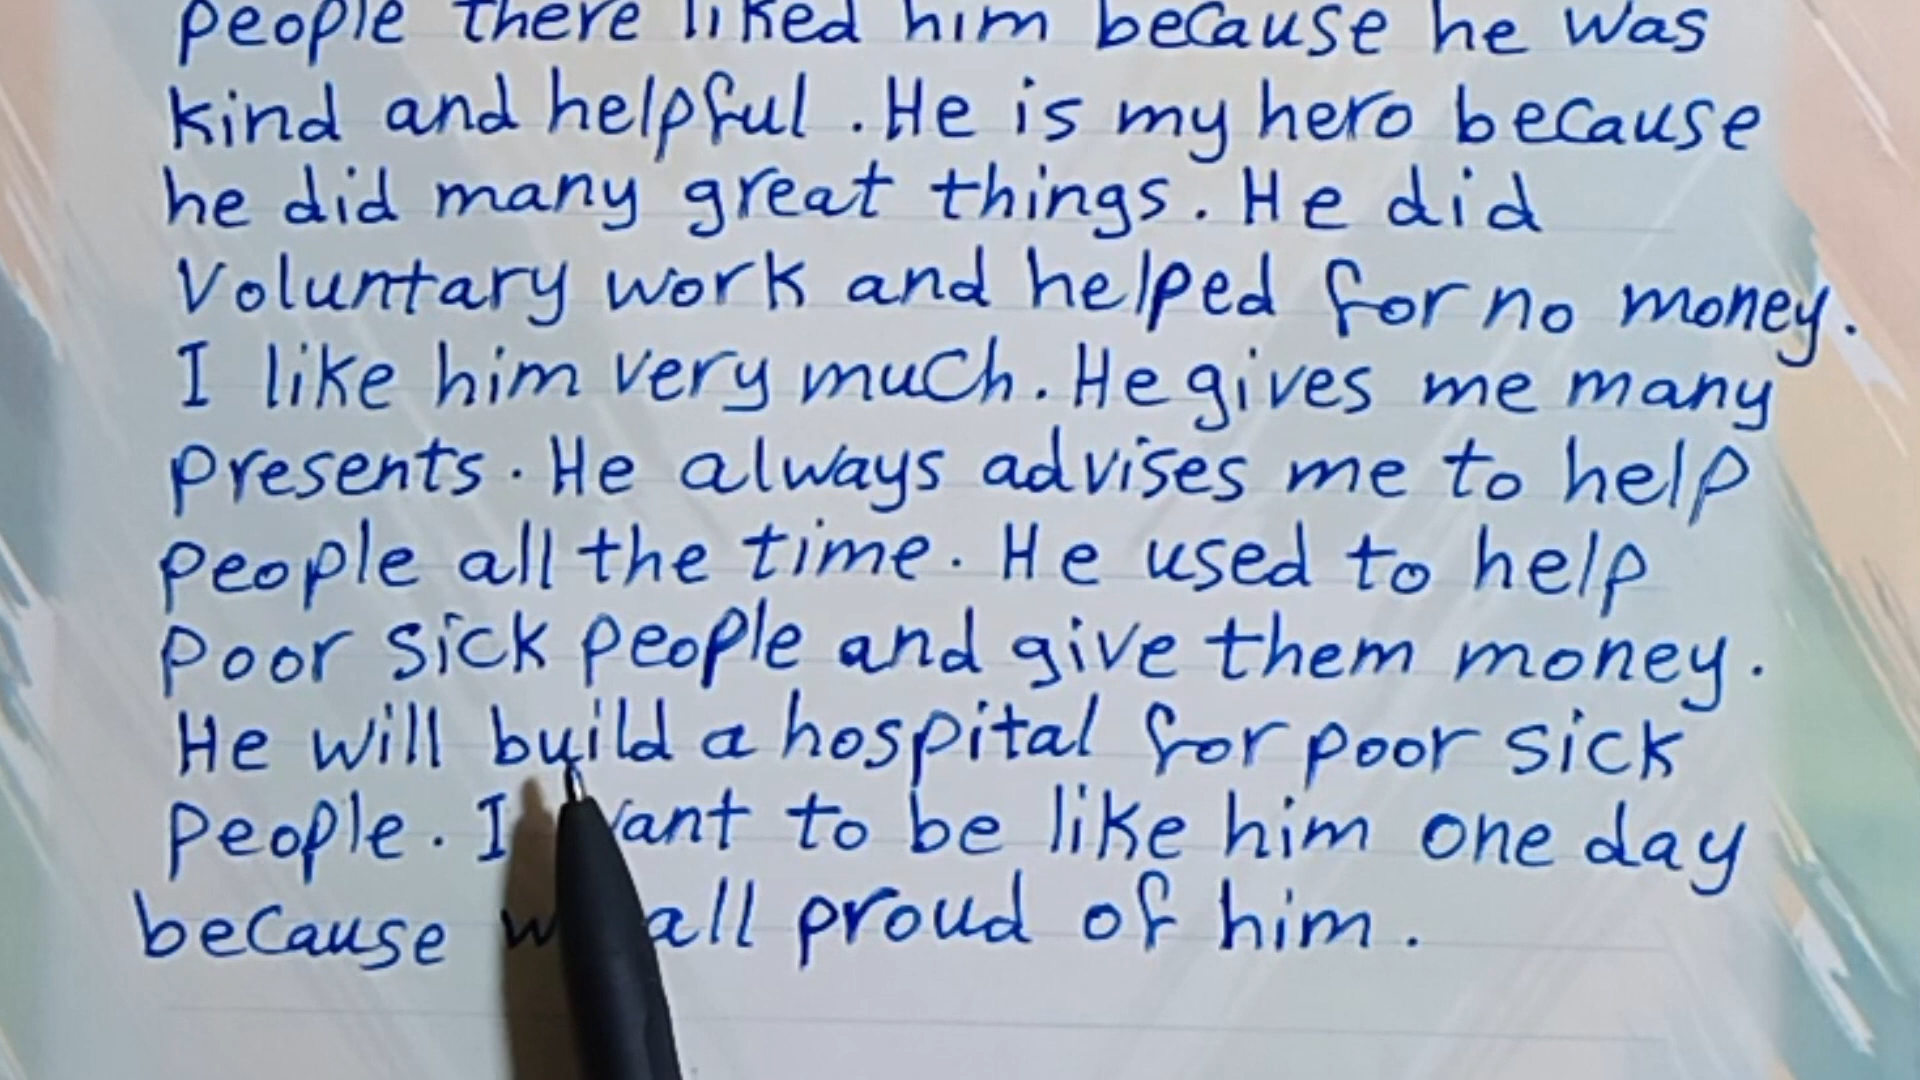 people there liked him because he was
kind and helpful. He is my hero because
he did many great things. He did
Voluntary work and helped for no money.
I like him very much. He gives me many
presents. He always advises me to help
people all the time. He used to help
poor sick people and give them money.
He will build a hospital for poor sick
people. I to be like him one day
because all proud of him.